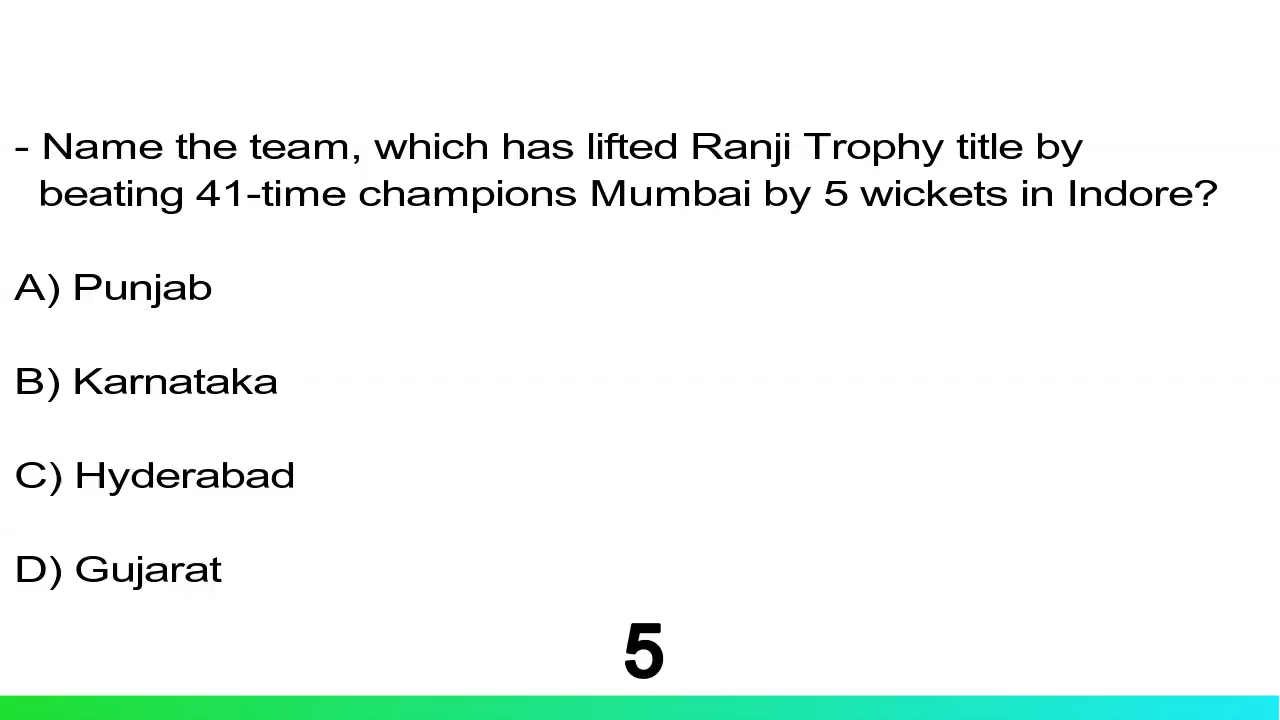 - Name the team, which has lifted Ranji Trophy title by
beating 41-time champions Mumbai by 5 wickets in Indore?
A) Punjab
B) Karnataka
C) Hyderabad
D) Gujarat
5